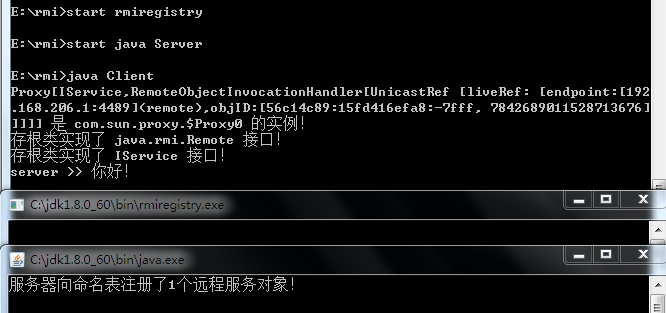 E:\rmi>start rmiregistry
E:\rmi>start java Server
E:\rmi>java Client
Proxy[IService,RemoteObjectInvocationHandler[UnicastRef [liveRef: [endpoint:[192
.168.206.1:4489](remote),objID:[56c14c89:15fd416efa8:-7fff, 7842689011528713676]
]]]] 是 com.sun.proxy.$Proxy0 的实例!
存根类实现了 java.rmi.Remote 接口!
存根类实现了 IService 接口!
server >> 你好!
C:\jdk1.8.0_60\bin\rmiregistry.exe
C:\jdk1.8.0_60\bin\java.exe
服务器向命名表注册了1个远程服务对象!